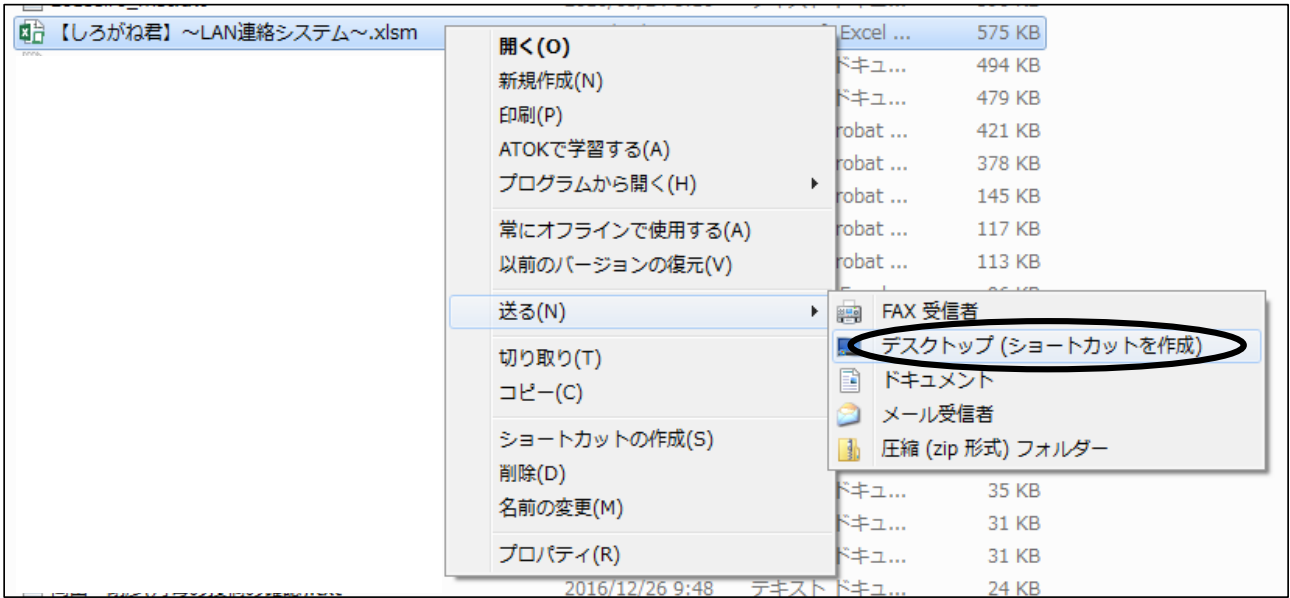 【しろがね君】~LAN連絡システム~.xlsm
Excel ...
575 KB
開く(O)
新規作成(N)
印刷(P)
ATOKで学習する(A)
プログラムから開く(H)
常にオフラインで使用する(A)
以前のバージョンの復元(V)
送る(N)
切り取り(T)
コピー(C)
ショートカットの作成(S)
削除(D)
名前の変更(M)
プロパティ(R)
ドキュ... 494 KB
ドキュ... 479 KB
robat ... 421 KB
robat ... 378 KB
robat ... 145 KB
robat ... 117 KB
robat ... 113 KB
FAX 受信者
デスクトップ (ショートカットを作成)
ドキュメント
メール受信者
圧縮 (zip 形式) フォルダー
ドキュ... 35 KB
ドキュ... 31 KB
ドキュ... 31 KB
2016/12/26 9:48 テキスト ドキュ... 24 KB